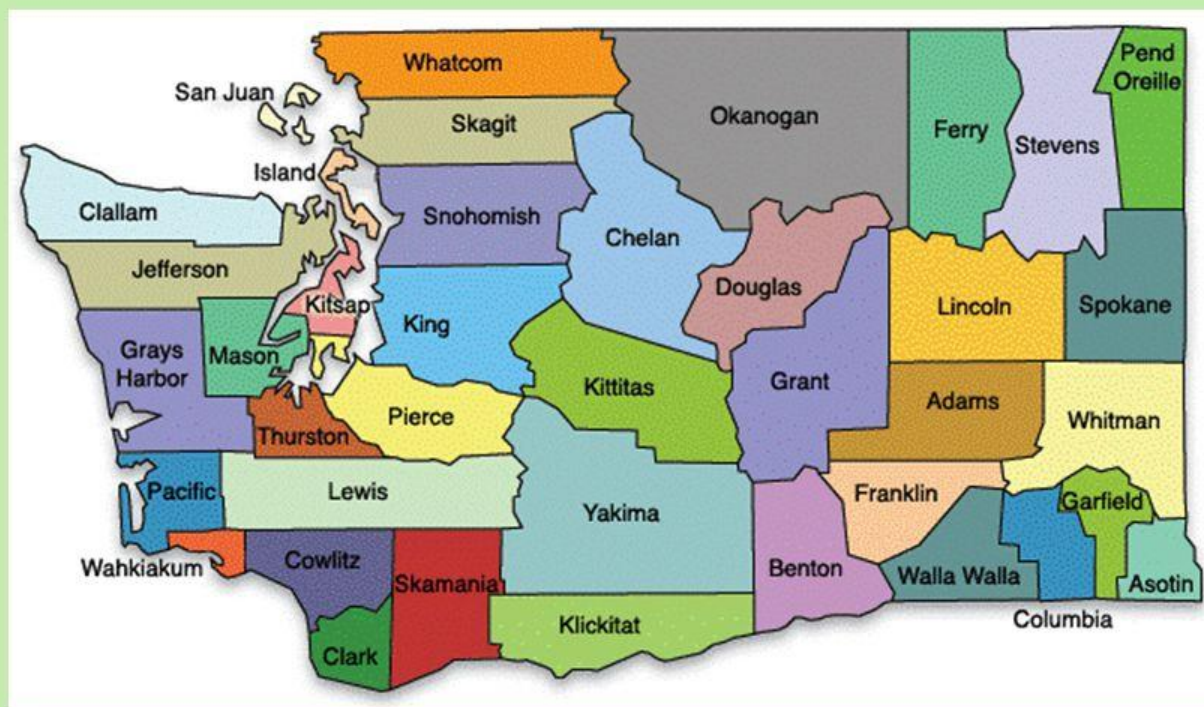 Whatcom
Pend
Oreille
San Juan
Okanogan
Skagit
Ferry
Stevens
Island
Clallam
Snohomish
Chelan
Jefferson
Douglas
Kitsap
Lincoln
Spokane
King
Grays
Harbor
Mason
Grant
Kittitas
Adams
Pierce
Whitman
Thurston
Pacific
Lewis
Franklin
Garfield
Yakima
Cowlitz
Wahkiakum
Skamania
Benton
Walla Walla
Asotin
Columbia
Klickitat
Clark